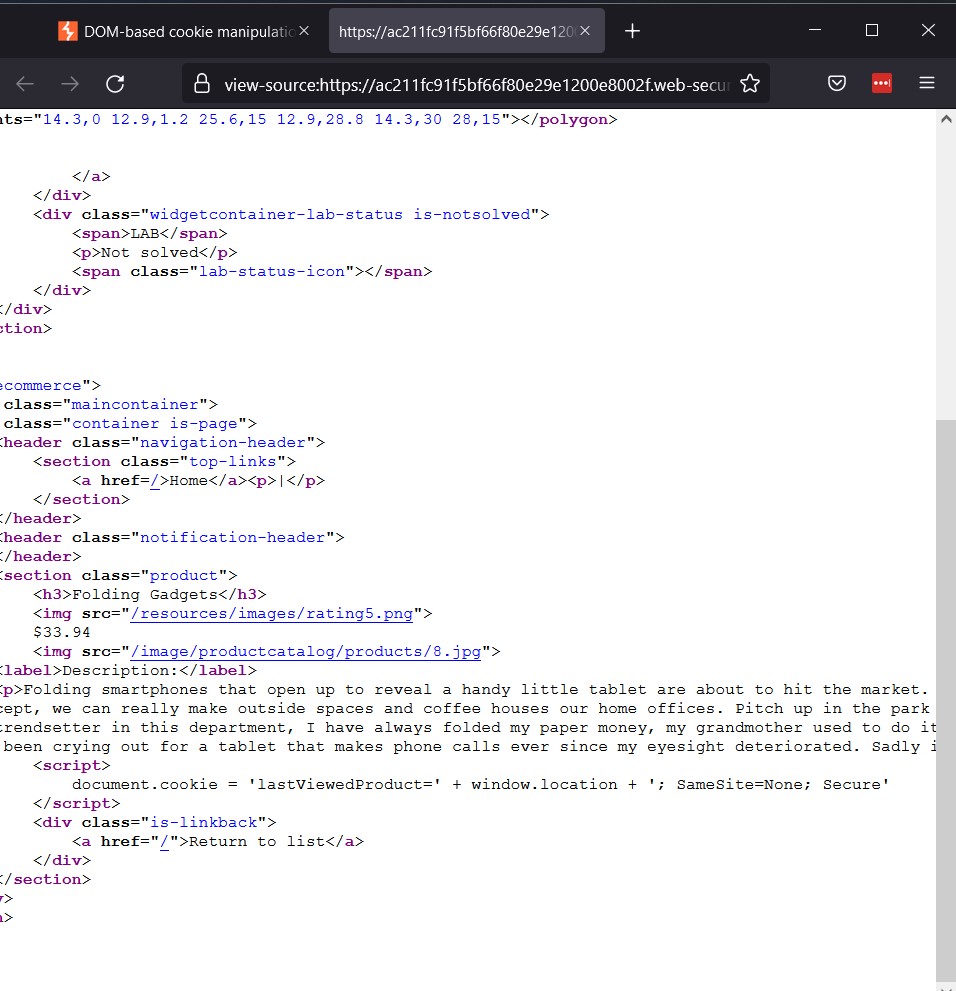 DOM-based cookie manipulatio
https://ac211fc91f5bf66f80e29e120
view-source:https://ac211fc91f5bf66f80e29e1200e8002f.web-secu
nts="14.3,0 12.9,1.2 25.6,15 12.9,28.8 14.3,30 28,15"></polygon>
</a>
</div>
<div class="widgetcontainer-lab-status is-notsolved">
<span>LAB</span>
<p>Not solved</p>
<span class="lab-status-icon"></span>
</div>
</div>
ction>
ecommerce">
class="maincontainer">
class="container is-page">
<header class="navigation-header">
<section class="top-links">
<a href=/>Home</a><p>|</p>
</section>
</header>
<header class="notification-header">
</header>
<section class="product">
<h3>Folding Gadgets</h3>
<img src="/resources/images/rating5.png">
$33.94
<img src="/image/productcatalog/products/8.jpg">
<label>Description:</label>
<p>Folding smartphones that open up to reveal a handy little tablet are about to hit the market.
cept, we can really make outside spaces and coffee houses our home offices. Pitch up in the park
trendsetter in this department, I have always folded my paper money, my grandmother used to do it
been crying out for a tablet that makes phone calls ever since my eyesight deteriorated. Sadly i
<script>
document.cookie = 'lastViewedProduct=' + window.location + '; SameSite=None; Secure'
</script>
<div class="is-linkback">
<a href="/">Return to list</a>
</div>
</section>
v>
>